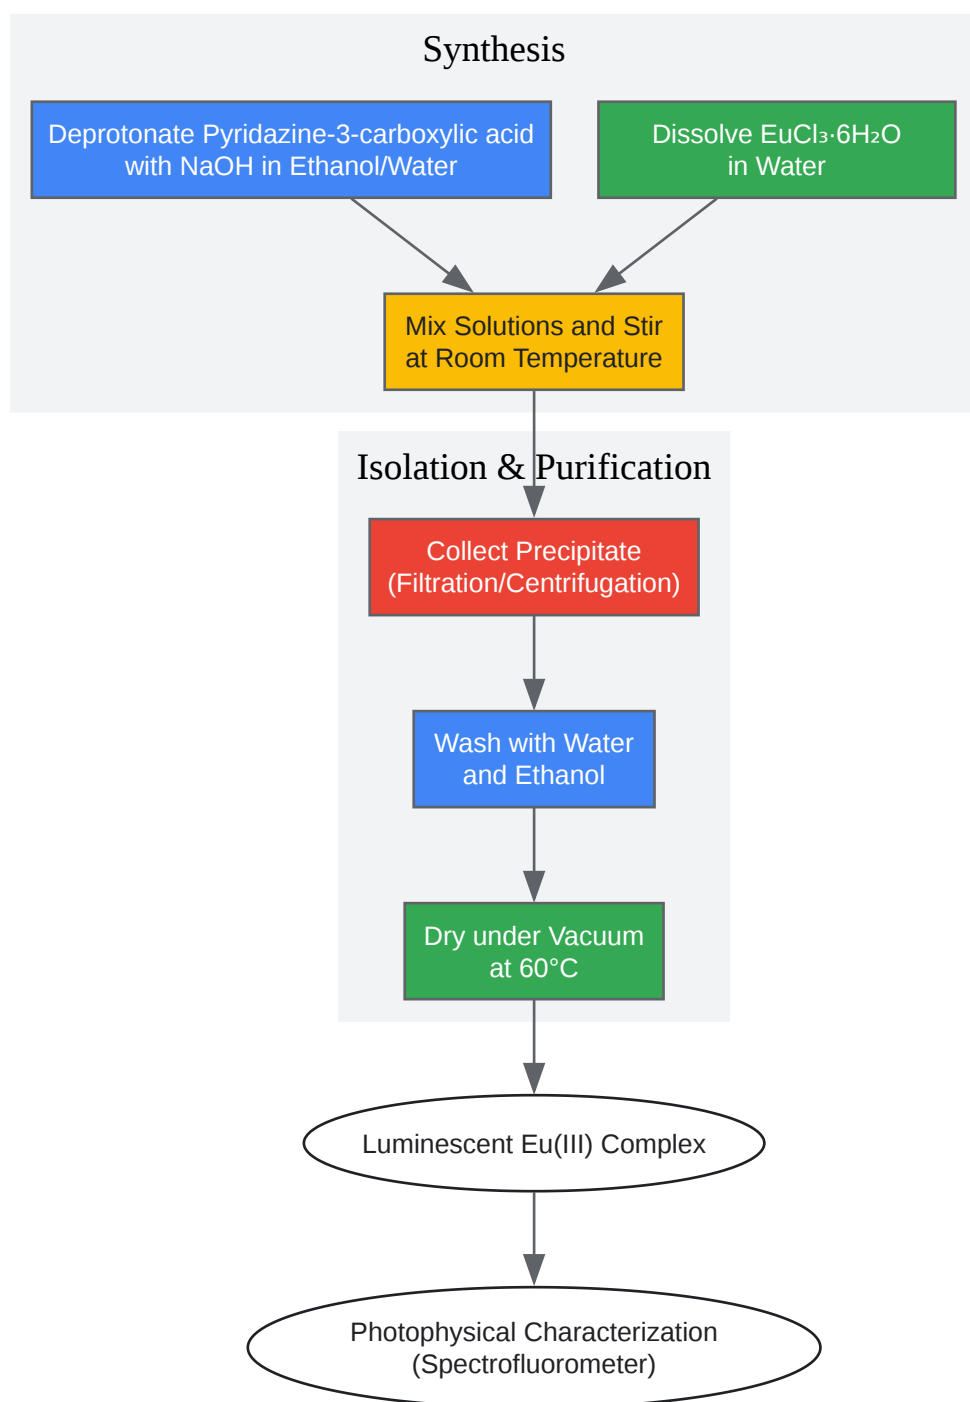 Synthesis
Deprotonate Pyridazine-3-carboxylic acid
with NaOH in Ethanol/Water
Dissolve EuCl₃·6H₂O
in Water
Mix Solutions and Stir
at Room Temperature
Isolation & Purification
Collect Precipitate
(Filtration/Centrifugation)
Wash with Water
and Ethanol
Dry under Vacuum
at 60°C
Luminescent Eu(III) Complex
Photophysical Characterization
(Spectrofluorometer)